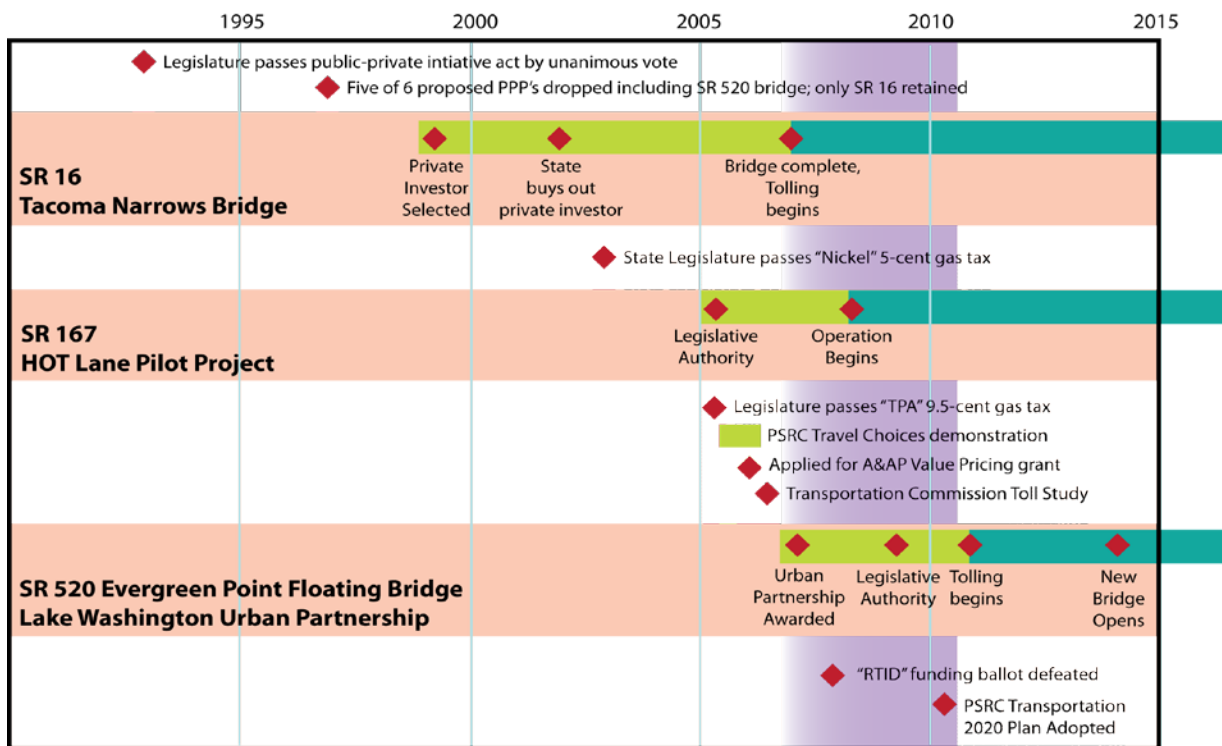 1995 2000 2005 2010 2015
Legislature passes public-private intiative act by unanimous vote
Five of 6 proposed PPP's dropped including SR 520 bridge; only SR 16 retained
SR 16
Tacoma Narrows Bridge
Private
Investor
Selected
State
buys out
private investor
Bridge complete,
Tolling
begins
State Legislature passes "Nickel" 5-cent gas tax
SR 167
HOT Lane Pilot Project
Legislative
Authority
Operation
Begins
Legislature passes "TPA" 9.5-cent gas tax
PSRC Travel Choices demonstration
Applied for A&AP Value Pricing grant
Transportation Commission Toll Study
SR 520 Evergreen Point Floating Bridge
Lake Washington Urban Partnership
Urban
Partnership
Awarded
Legislative
Authority
Tolling
begins
New
Bridge
Opens
"RTID" funding ballot defeated
PSRC Transportation
2020 Plan Adopted